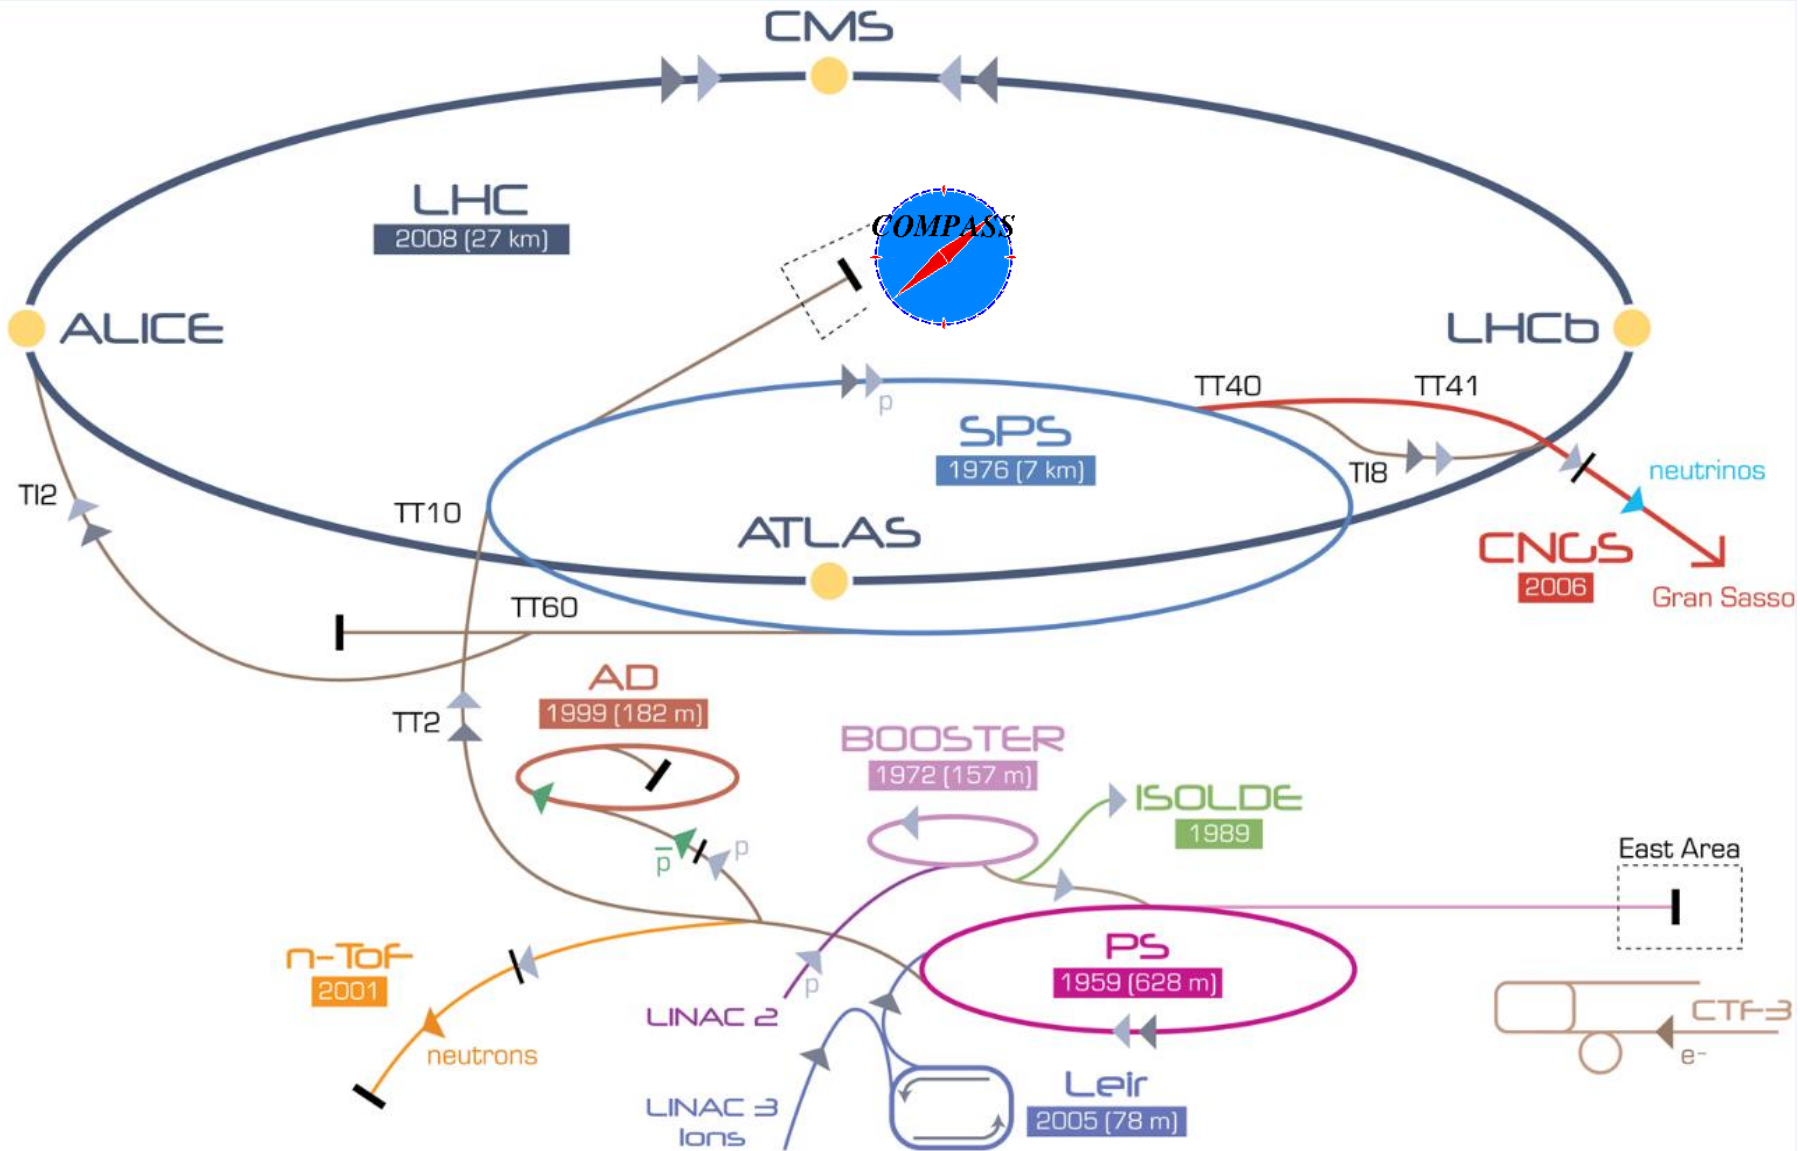 CMS
LHC
2008 (27 km)
COMPASS
ALICE
LHCb
TT40
TT41
p
SPS
1976 (7 km)
TI8
neutrinos
TI2
TT10
ATLAS
CNGS
2006
Gran Sasso
TT60
AD
1999 (182 m)
TT2
BOOSTER
1972 (157 m)
ISOLDE
1989
East Area
p
p̅
n-ToF
2001
PS
1959 (628 m)
p
LINAC 2
CTF-3
e-
neutrons
Leir
2005 (78 m)
LINAC 3
Ions